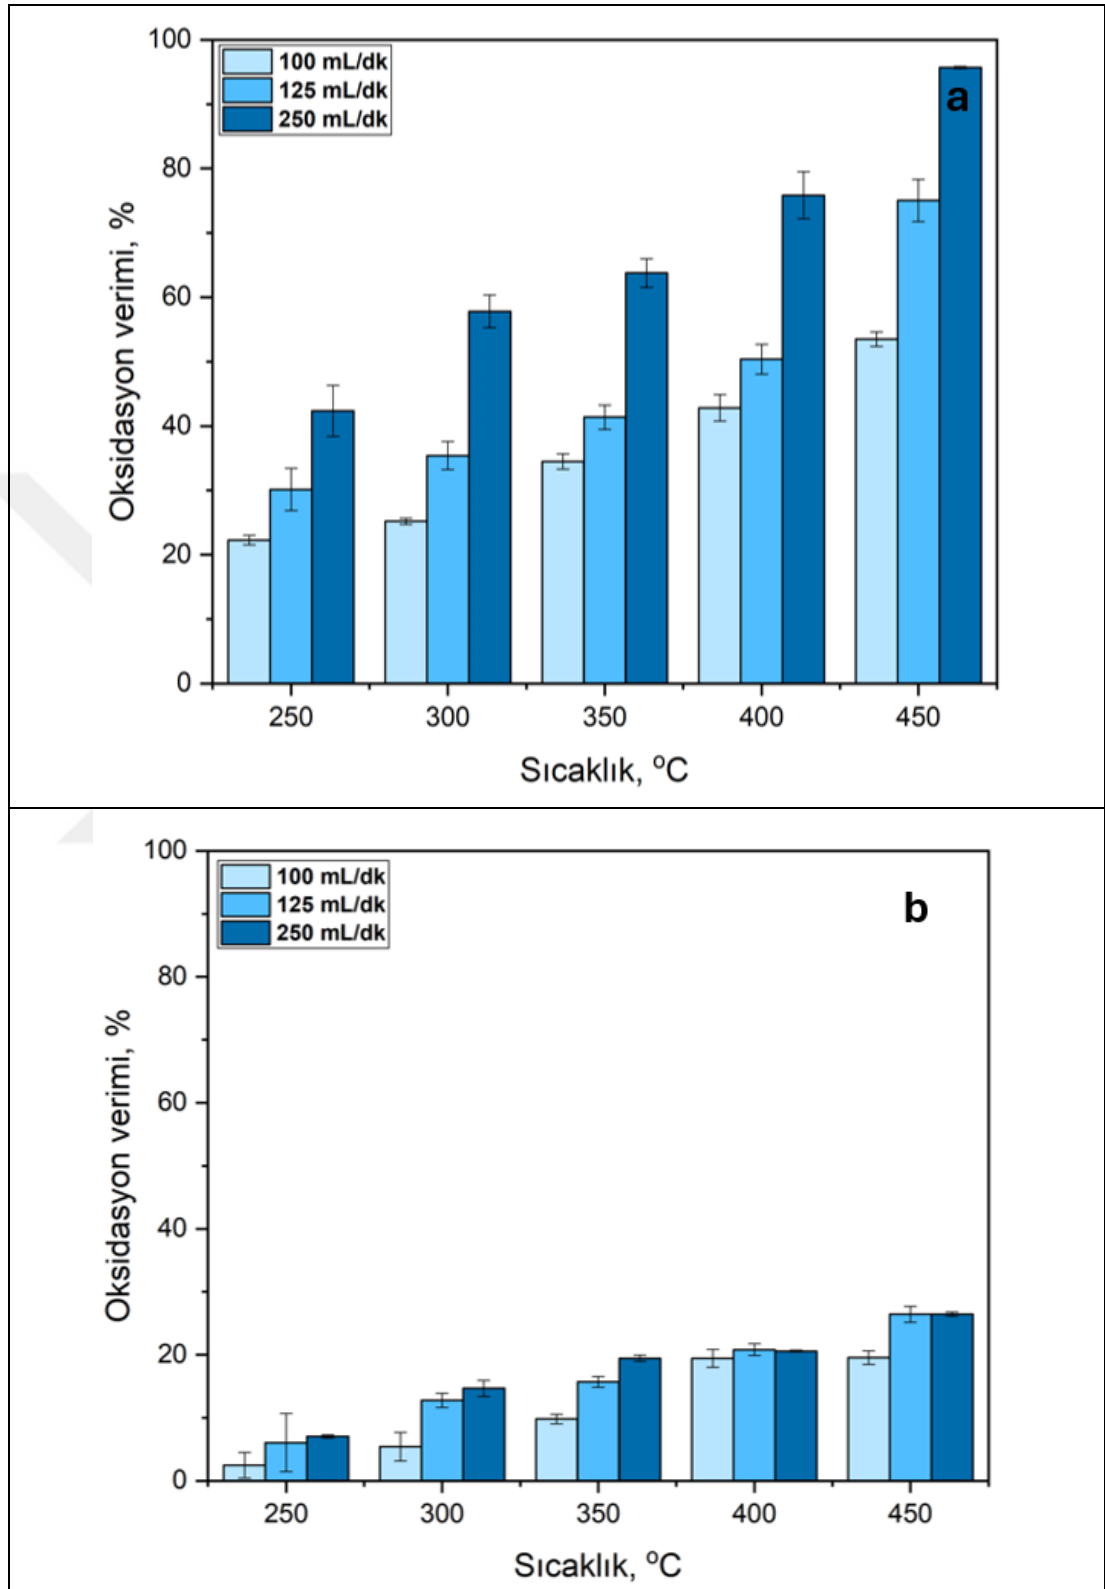 100
80
60
40
20
0
Oksidasyon verimi, %
100 mL/dk
125 mL/dk
250 mL/dk
a
250 300 350 400 450
Sıcaklık, °C
100
80
60
40
20
0
Oksidasyon verimi, %
100 mL/dk
125 mL/dk
250 mL/dk
b
250 300 350 400 450
Sıcaklık, °C